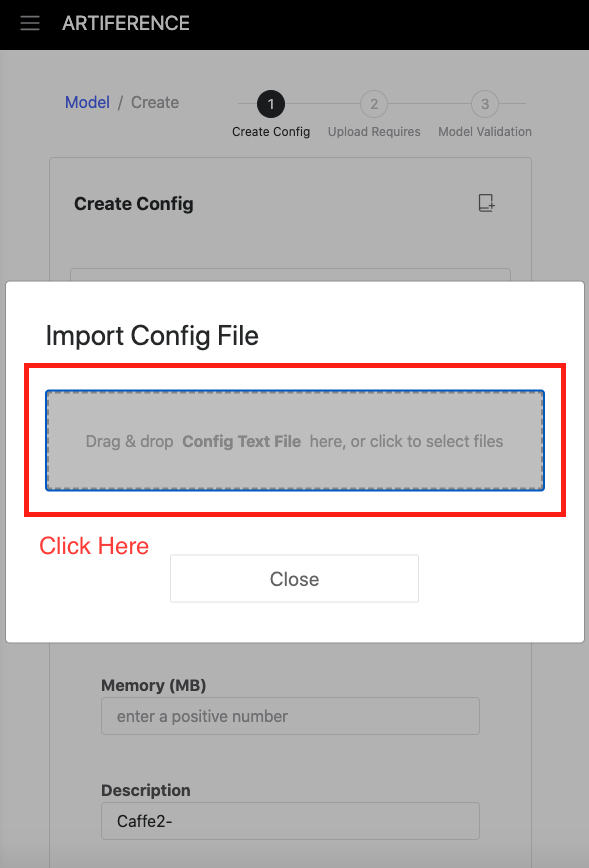 ARTIFERENCE
Model / Create
1
2
3
Create Config
Upload Requires
Model Validation
Create Config
Import Config File
Drag & drop Config Text File here, or click to select files
Click Here
Close
Memory (MB)
enter a positive number
Description
Caffe2-